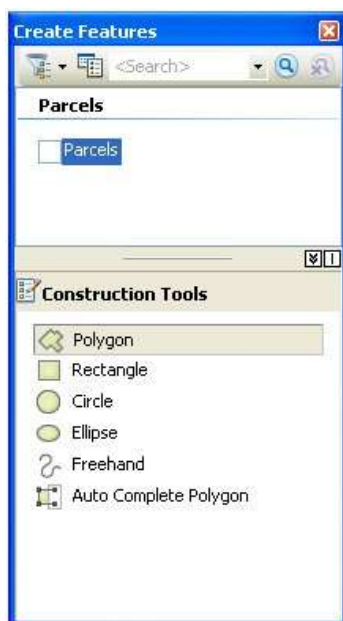 Create Features
<Search>
Parcels
Parcels
Construction Tools
Polygon
Rectangle
Circle
Ellipse
Freehand
Auto Complete Polygon